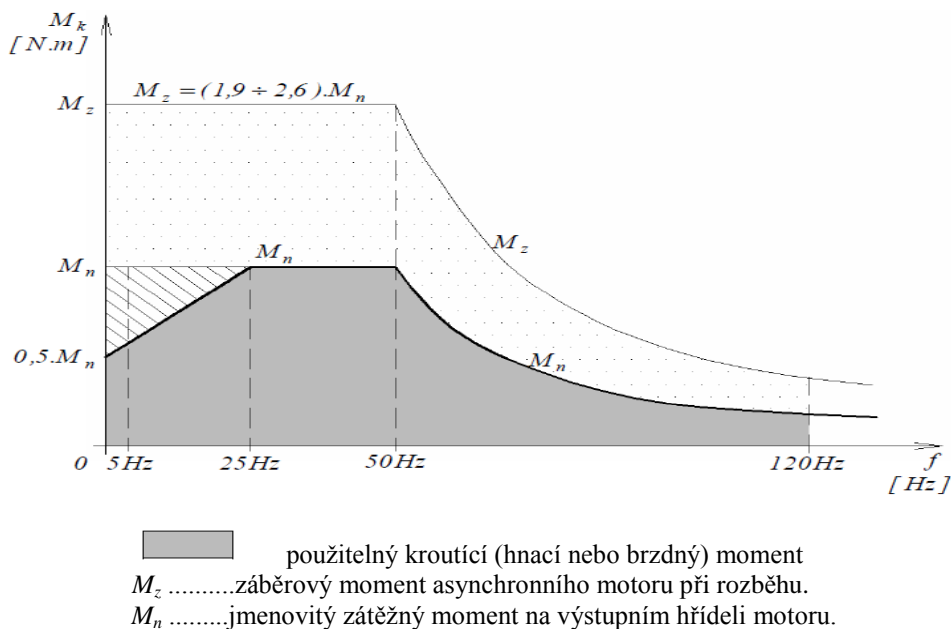 M_k
[ N.m ]
M_z
M_z = (1,9 ÷ 2,6).M_n
M_z
M_n
M_n
0,5.M_n
M_n
0 5Hz 25Hz 50Hz 120Hz f
[ Hz ]
použitelný kroutící (hnací nebo brzdný) moment
M_z ..........záběrový moment asynchronního motoru při rozběhu.
M_n .........jmenovitý zátěžný moment na výstupním hřídeli motoru.